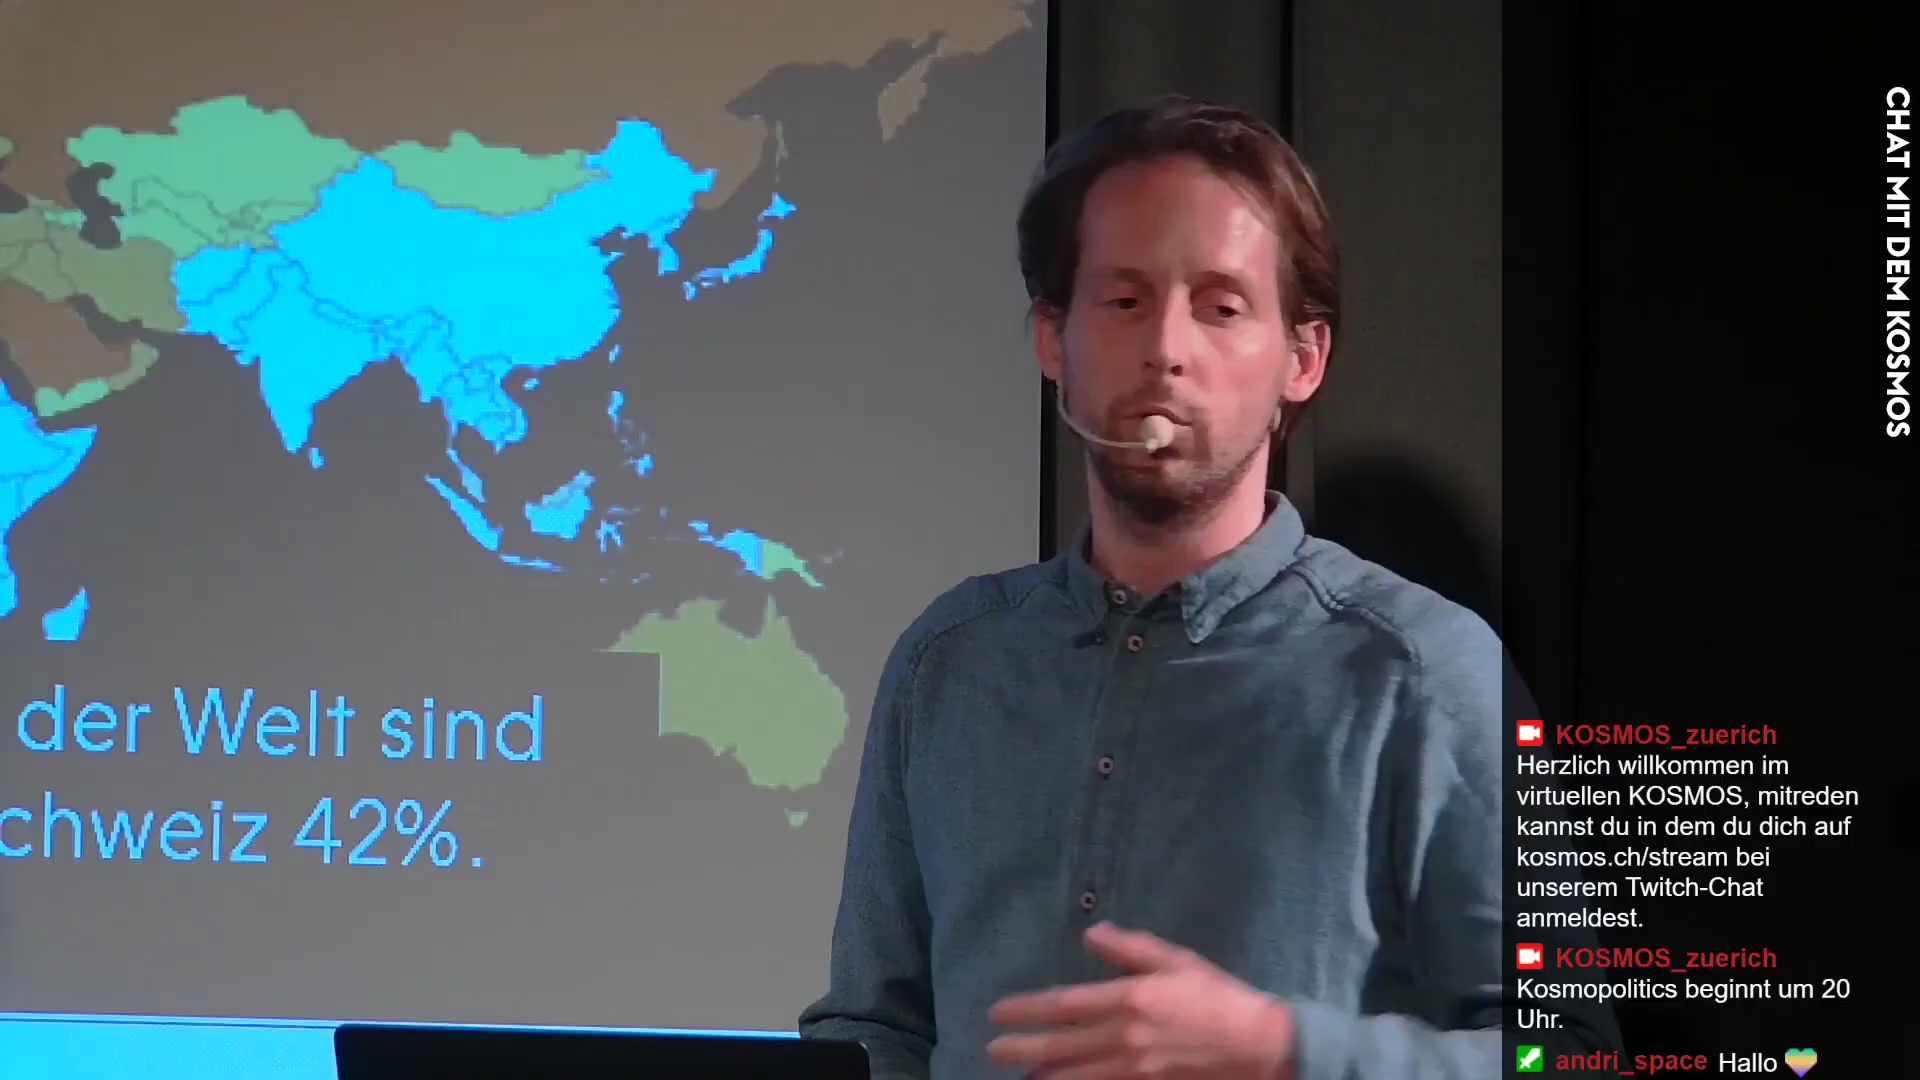 der Welt sind
chweiz 42%.
CHAT MIT DEM KOSMOS
KOSMOS_zuerich
Herzlich willkommen im
virtuellen KOSMOS, mitreden
kannst du in dem du dich auf
kosmos.ch/stream bei
unserem Twitch-Chat
anmeldest.
KOSMOS_zuerich
Kosmopolitics beginnt um 20
Uhr.
andri_space Hallo